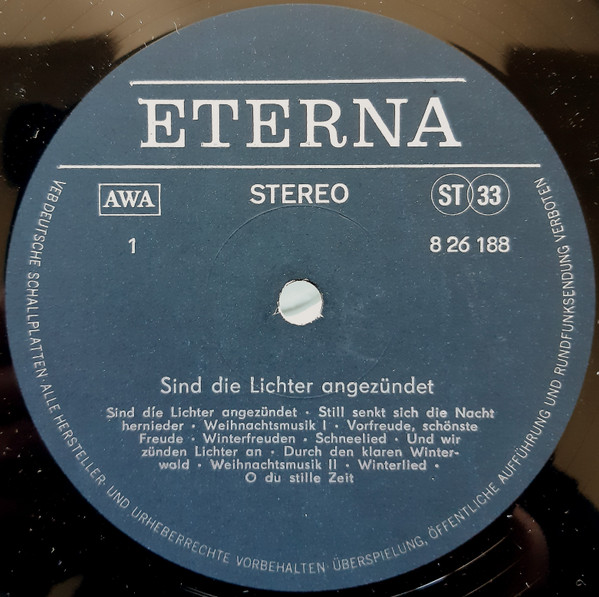 ETERNA
AWA STEREO ST 33
1 8 26 188
Sind die Lichter angezündet
Sind die Lichter angezündet · Still senkt sich die Nacht
hernieder · Weihnachtsmusik I · Vorfreude, schönste
Freude · Winterfreuden · Schneelied · Und wir
zünden Lichter an · Durch den klaren Winter-
wald · Weihnachtsmusik II · Winterlied ·
O du stille Zeit
VEB DEUTSCHE SCHALLPLATTEN · ALLE HERSTELLER- UND URHEBERRECHTE VORBEHALTEN · ÜBERSPIELUNG, ÖFFENTLICHE AUFFÜHRUNG UND RUNDFUNKSENDUNG VERBOTEN